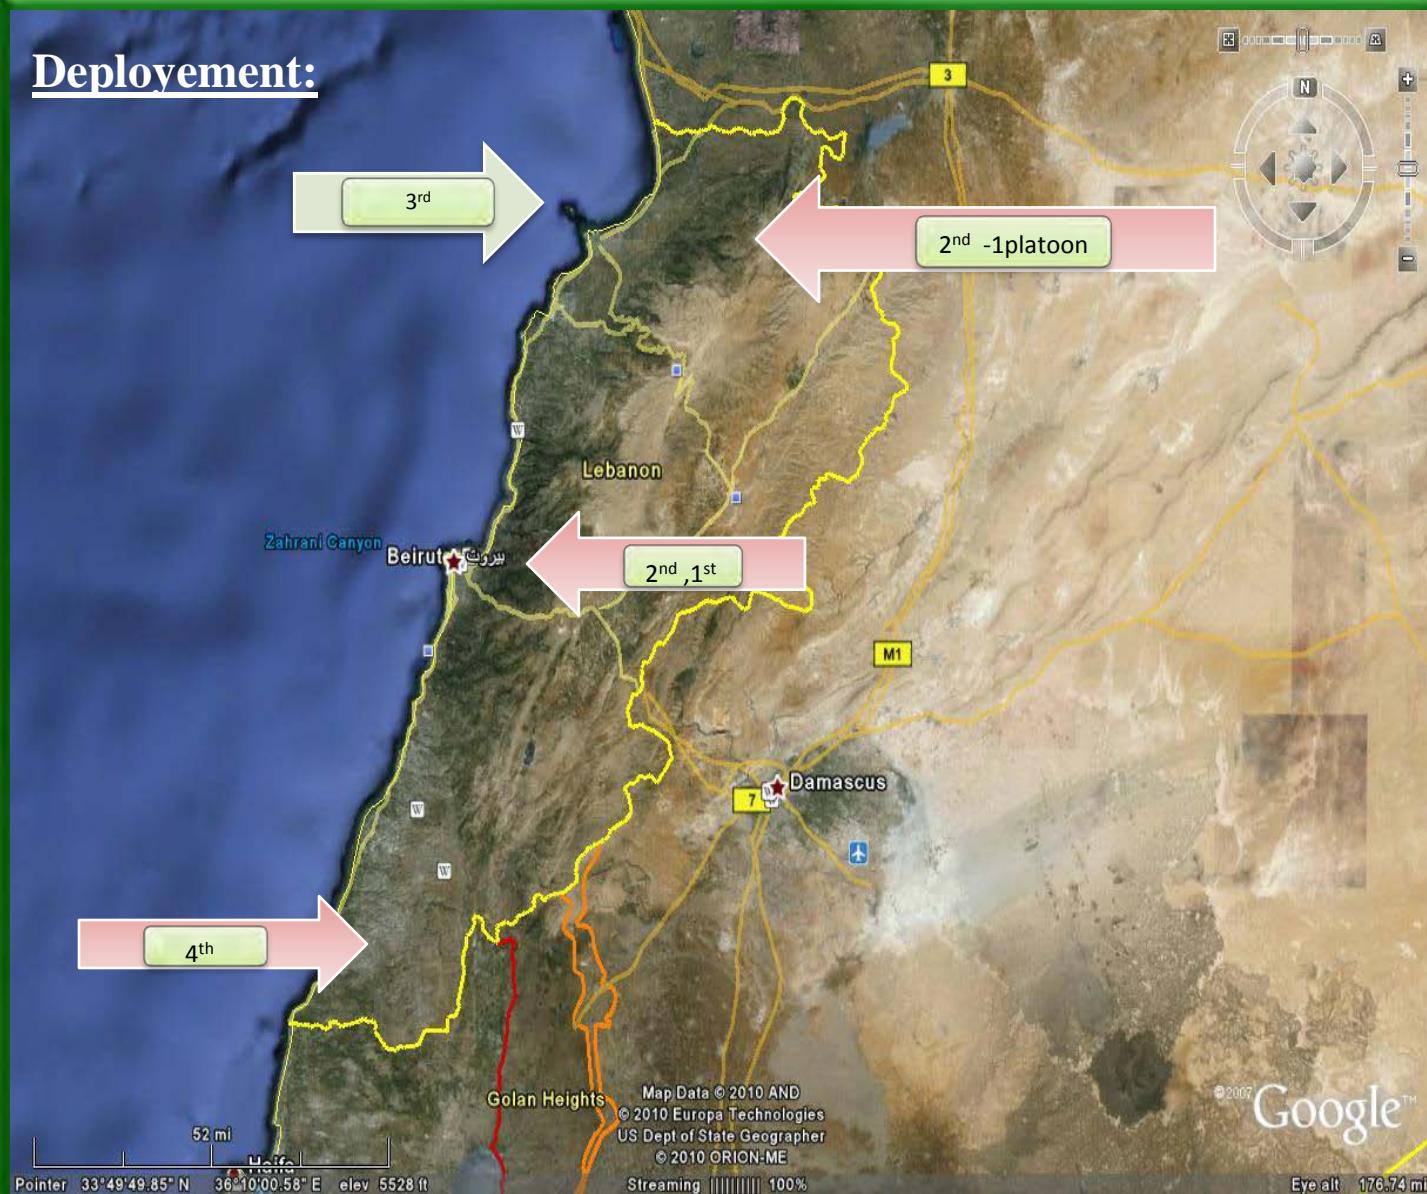 Deployement:
3
N
3rd
2nd -1platoon
W
Lebanon
Zahrani Canyon
Beirut
بيروت
2nd ,1st
M1
Damascus
7
W
W
4th
Golan Heights
Map Data © 2010 AND
© 2010 Europa Technologies
US Dept of State Geographer
© 2010 ORION-ME
©2007 Google™
52 mi
Haifa
Pointer 33°49'49.85" N 36°10'00.58" E elev 5528 ft
Streaming 100%
Eye alt 176.74 mi